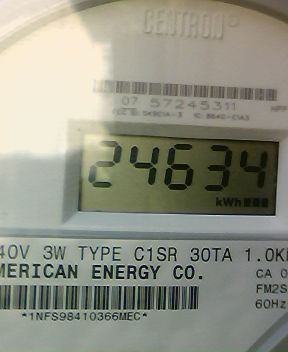 CENTRON®
07 57245311
24634
kWh
40V 3W TYPE C1SR 30TA 1.0K
MERICAN ENERGY CO.
CA 0
FM2S
60Hz
*1NFS98410366MEC*